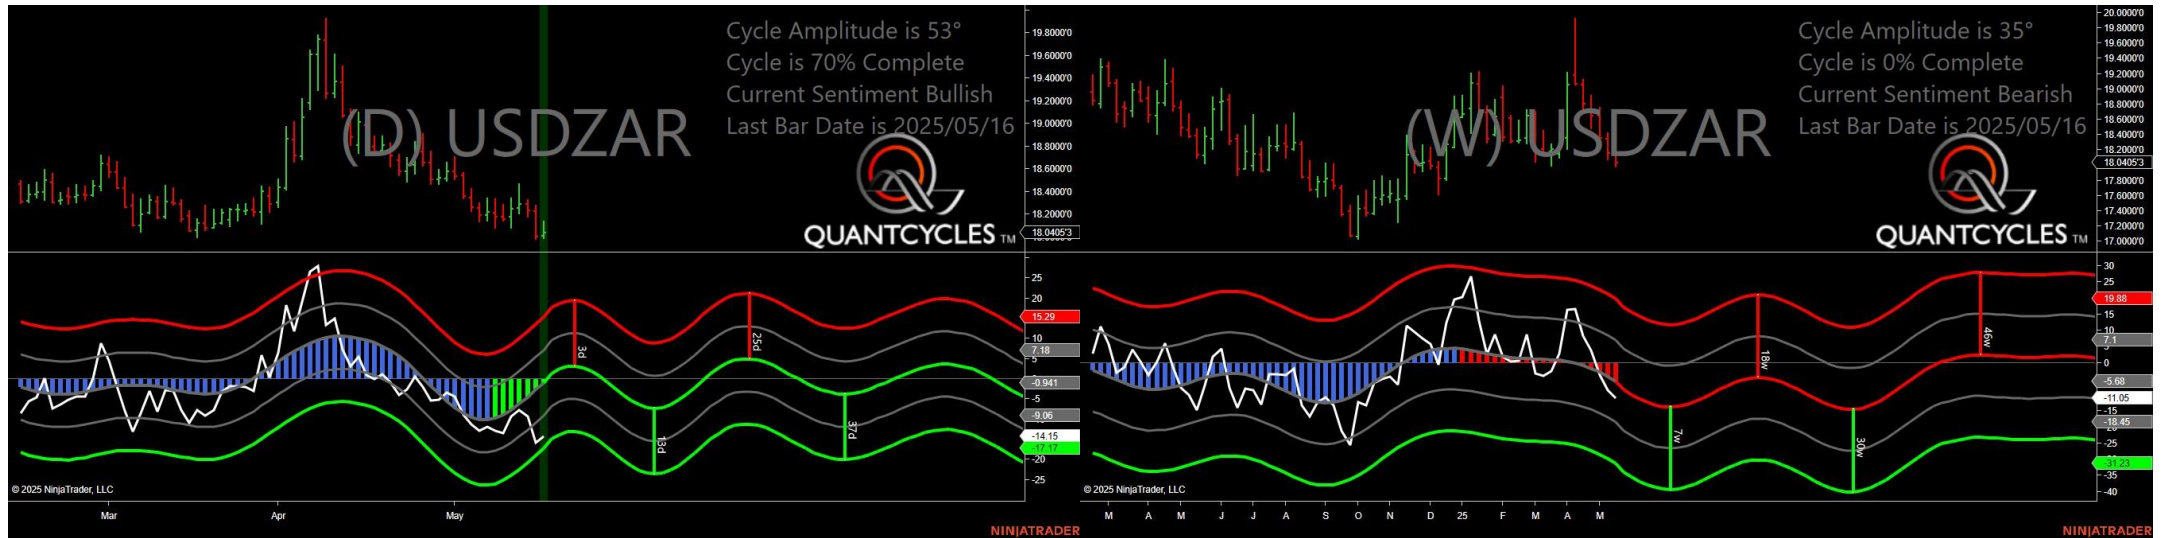 Cycle Amplitude is 53°
Cycle is 70% Complete
Current Sentiment Bullish
Last Bar Date is 2025/05/16
(D) USDZAR
QUANTCYCLES TM
19.8000'0
19.6000'0
19.4000'0
19.2000'0
19.0000'0
18.8000'0
18.6000'0
18.4000'0
18.2000'0
18.0405'3
25
20
15.29
10
7.18
5
-0.941
-5
-9.06
-14.15
-17.17
-20
-25
3d
13d
25d
37d
© 2025 NinjaTrader, LLC
Mar
Apr
May
NINJATRADER
Cycle Amplitude is 35°
Cycle is 0% Complete
Current Sentiment Bearish
Last Bar Date is 2025/05/16
(W) USDZAR
QUANTCYCLES TM
20.0000'0
19.8000'0
19.6000'0
19.4000'0
19.2000'0
19.0000'0
18.8000'0
18.6000'0
18.4000'0
18.2000'0
18.0405'3
17.8000'0
17.6000'0
17.4000'0
17.2000'0
17.0000'0
30
25
19.88
15
10
7.1
0
-5.68
-11.05
-15
-18.45
-25
-31.23
-35
-40
7w
18w
30w
46w
© 2025 NinjaTrader, LLC
M A M J J A S O N D 25 F M A M
NINJATRADER